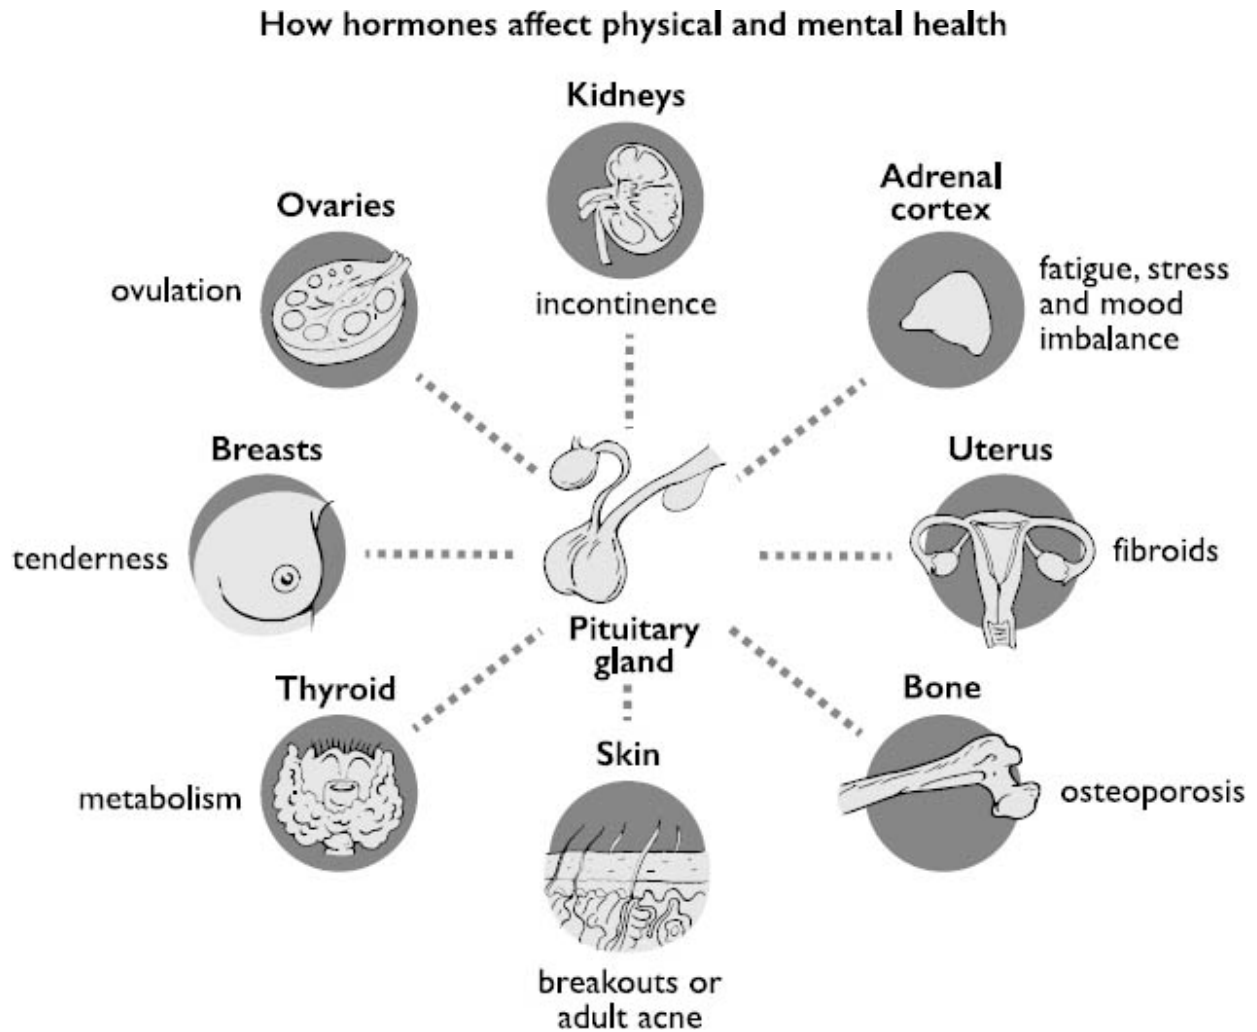 How hormones affect physical and mental health
Kidneys
incontinence
Adrenal
cortex
fatigue, stress
and mood
imbalance
Uterus
fibroids
Bone
osteoporosis
Skin
breakouts or
adult acne
Thyroid
metabolism
Breasts
tenderness
Ovaries
ovulation
Pituitary
gland